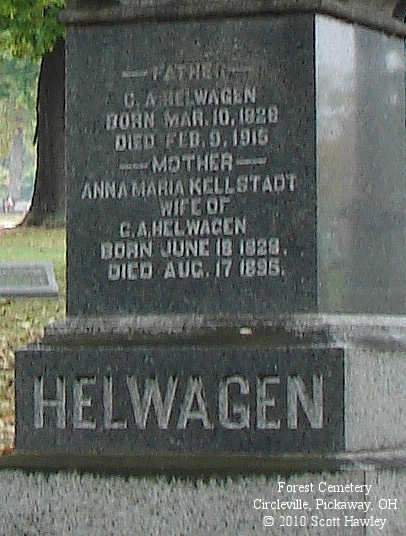 — FATHER —
C. A. HELWAGEN
BORN MAR. 10, 1828
DIED FEB. 9, 1915
— MOTHER —
ANNA MARIA KELLSTADT
WIFE OF
C. A. HELWAGEN
BORN JUNE 18 1828.
DIED AUG. 17 1895.
HELWAGEN
Forest Cemetery
Circleville, Pickaway, OH
© 2010 Scott Hawley